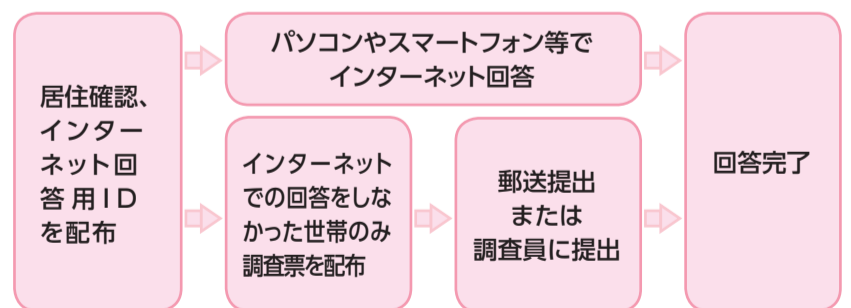 居住確認、
インター
ネット回
答用ID
を配布
パソコンやスマートフォン等で
インターネット回答
インターネット
での回答をしな
かった世帯のみ
調査票を配布
郵送提出
または
調査員に提出
回答完了